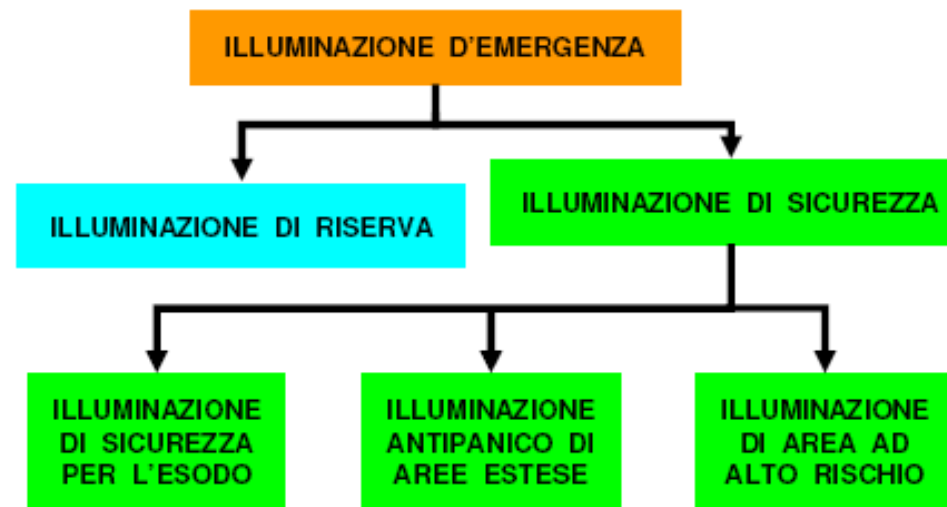 ILLUMINAZIONE D'EMERGENZA
ILLUMINAZIONE DI RISERVA
ILLUMINAZIONE DI SICUREZZA
ILLUMINAZIONE
DI SICUREZZA
PER L'ESODO
ILLUMINAZIONE
ANTIPANICO DI
AREE ESTESE
ILLUMINAZIONE
DI AREA AD
ALTO RISCHIO